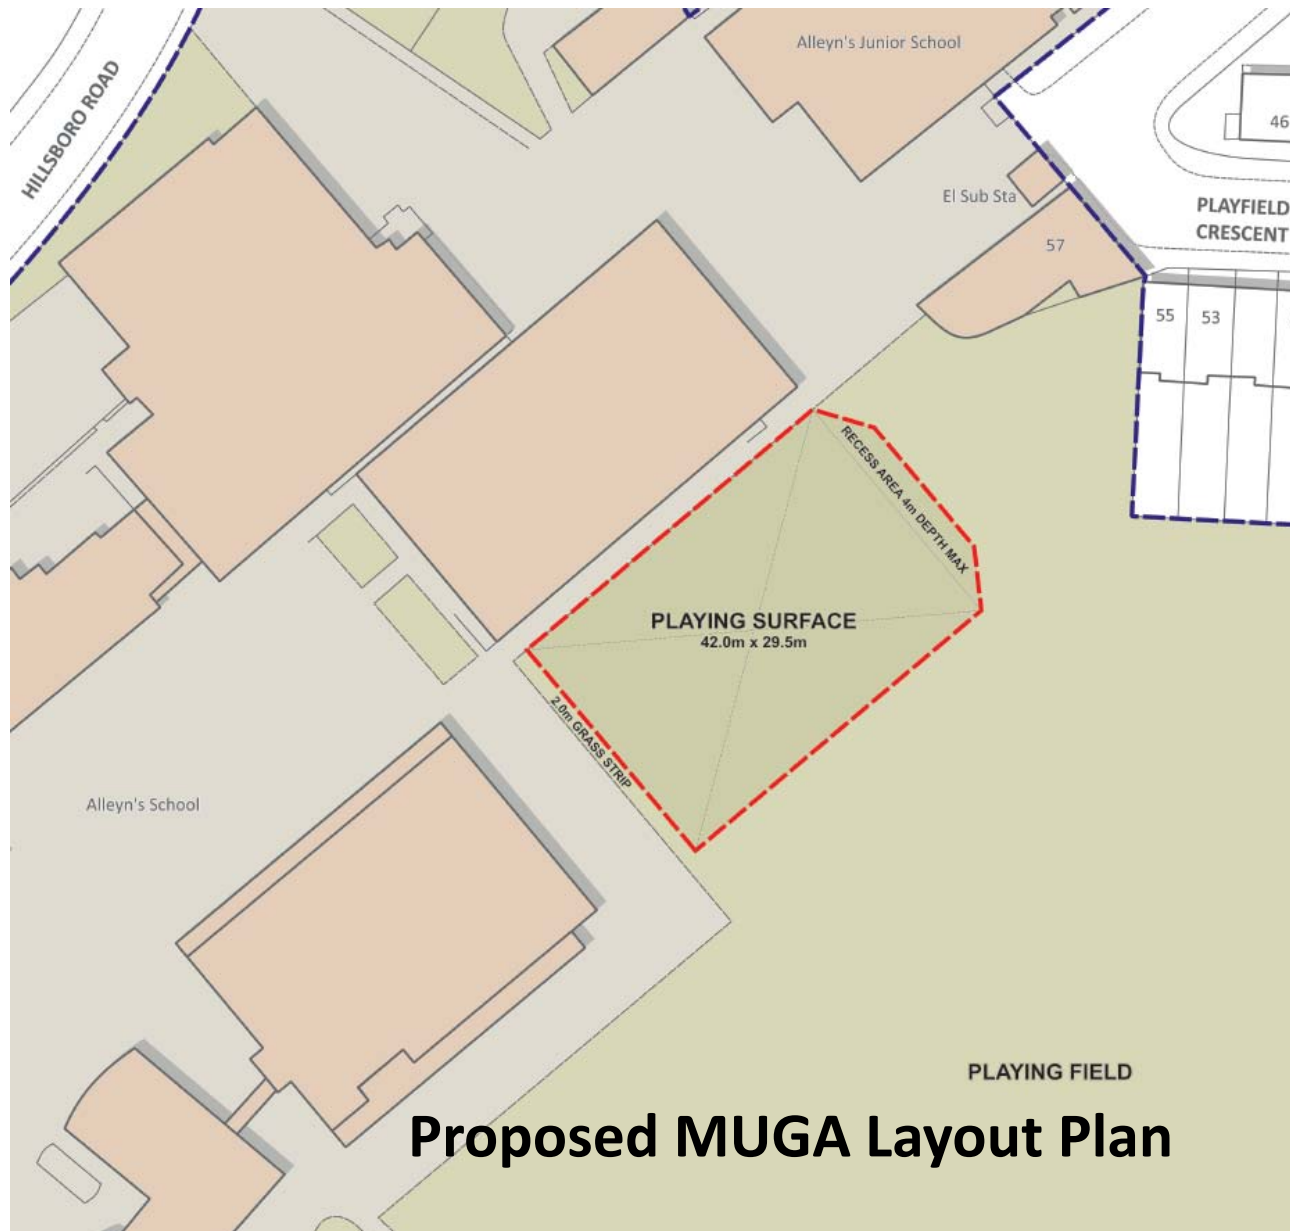 Alleyn's Junior School
HILLSBORO ROAD
46
El Sub Sta
PLAYFIELD
CRESCENT
57
55
53
RECESS AREA 4m DEPTH MAX
PLAYING SURFACE
42.0m x 29.5m
2.0m GRASS STRIP
Alleyn's School
PLAYING FIELD
Proposed MUGA Layout Plan